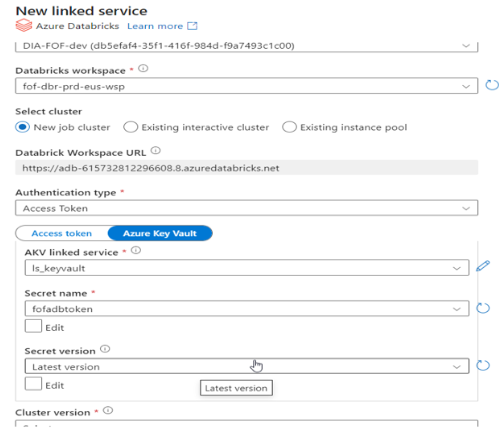 New linked service
Azure Databricks Learn more
DIA-FOF-dev (db5efaf4-35f1-416f-984d-f9a7493c1c00)
Databricks workspace *
fof-dbr-prd-eus-wsp
Select cluster
New job cluster Existing interactive cluster Existing instance pool
Databrick Workspace URL
https://adb-615732812296608.8.azuredatabricks.net
Authentication type *
Access Token
Access token Azure Key Vault
AKV linked service *
ls_keyvault
Secret name *
fofadbtoken
Edit
Secret version
Latest version
Edit
Latest version
Cluster version *